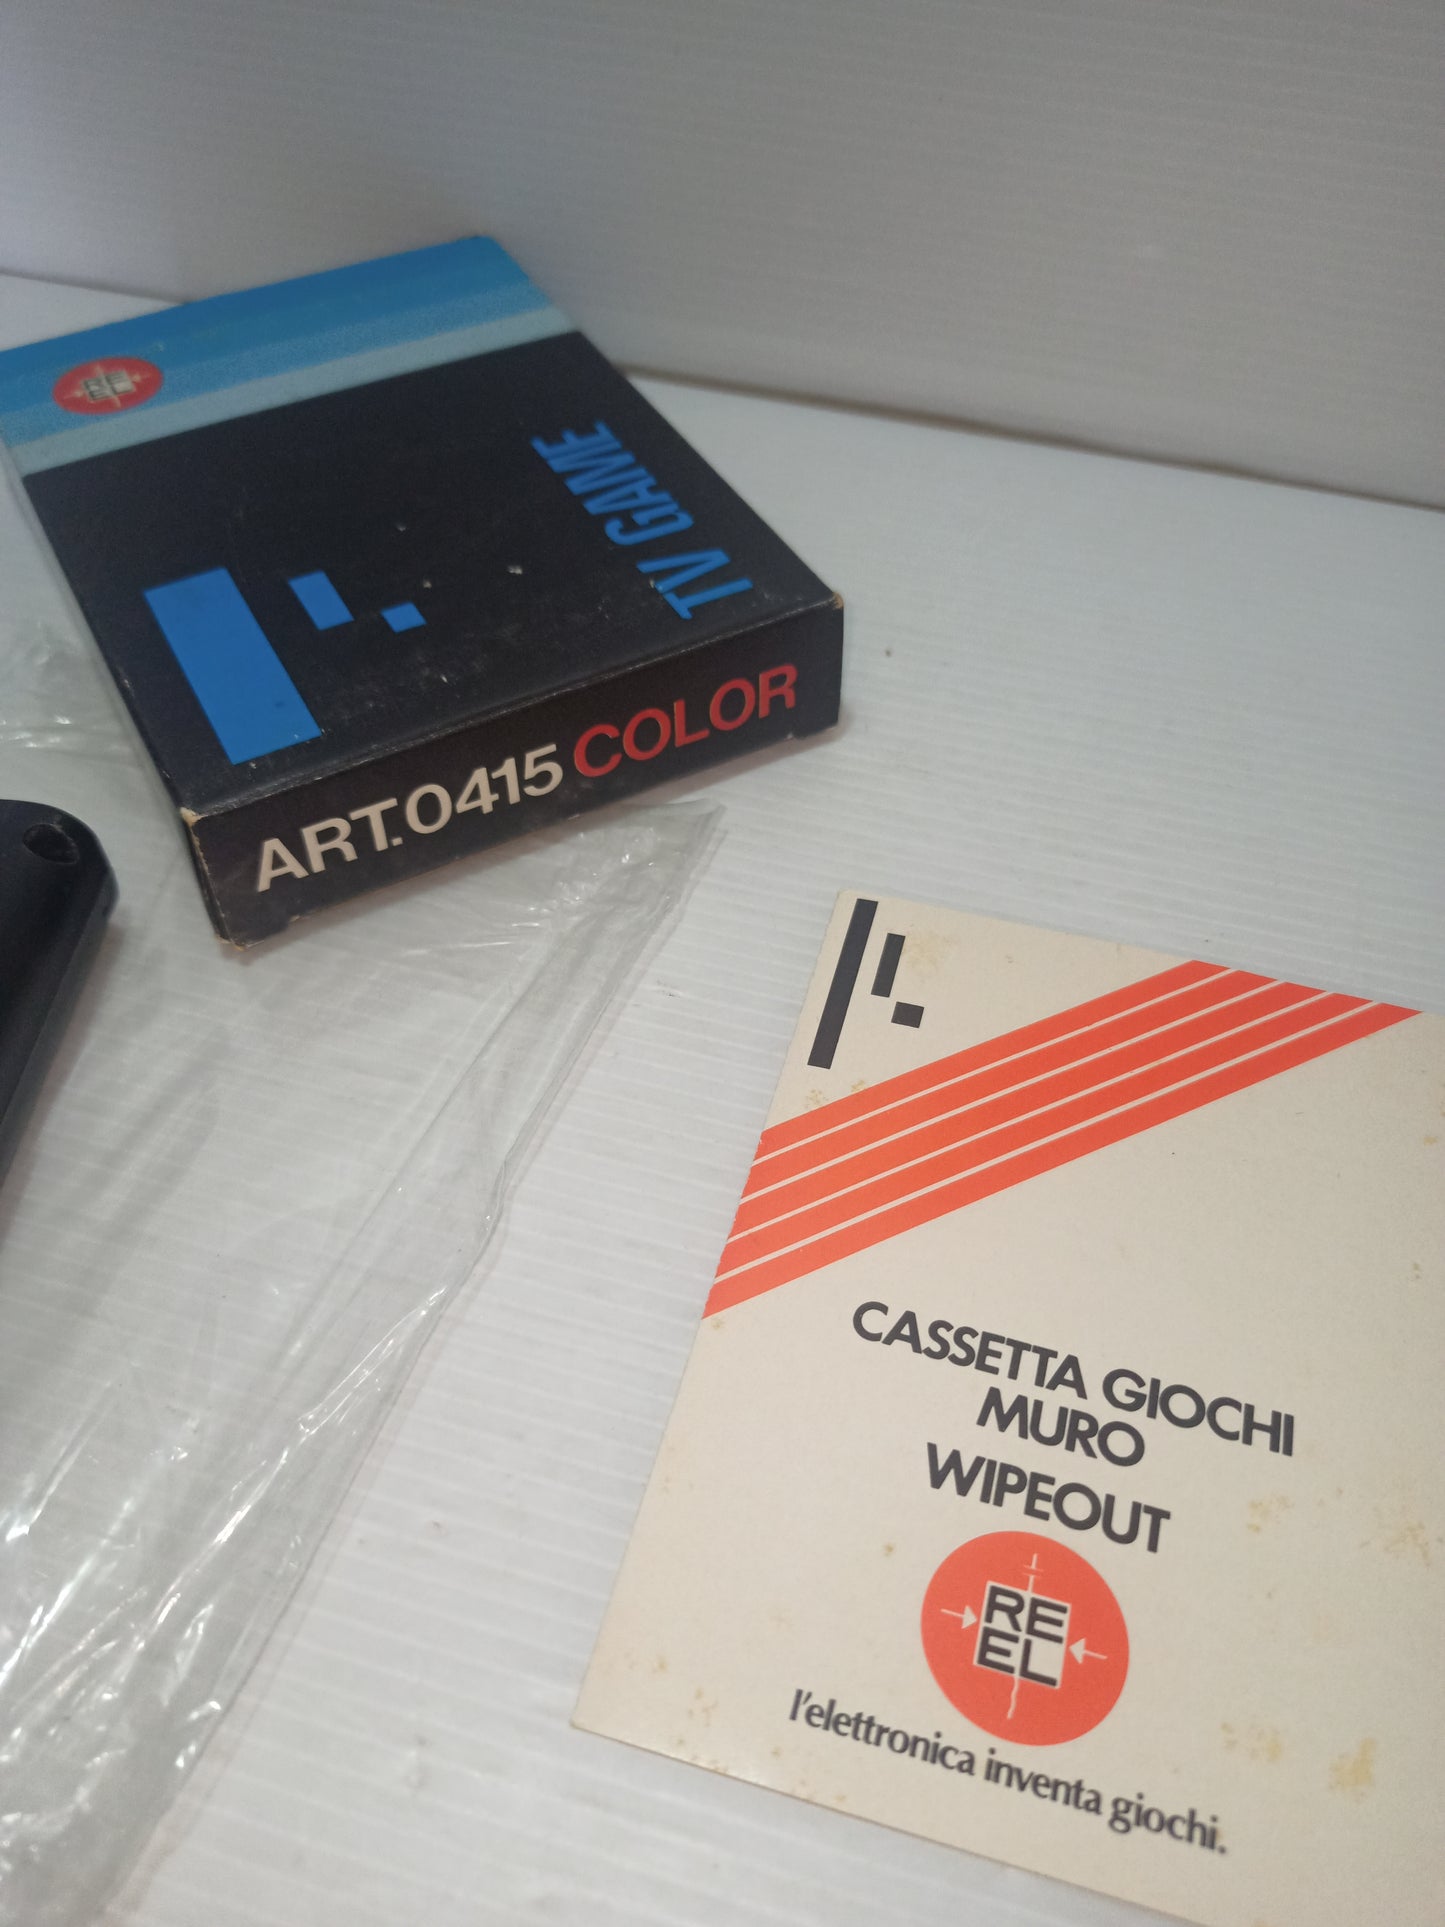 TV GAME
ART.0415 COLOR
CASSETTA GIOCHI
MURO
WIPEOUT
RE
EL
l'elettronica inventa giochi.